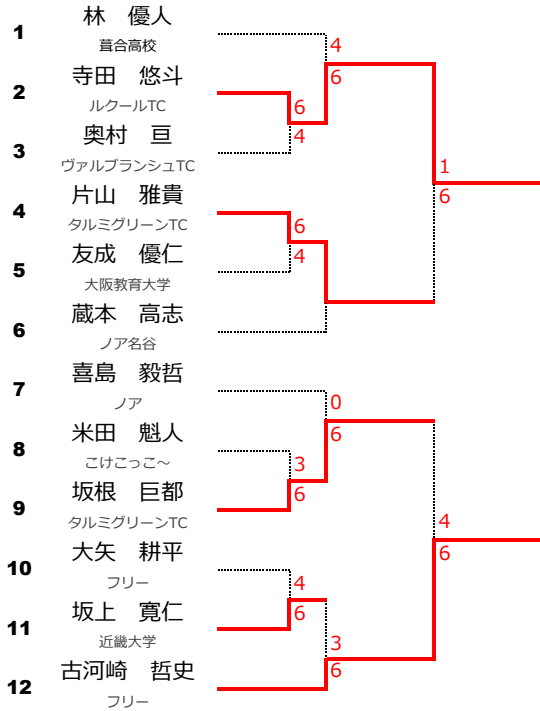 1 林 優人
葺合高校
2 寺田 悠斗
ルクールTC
3 奥村 亘
ヴァルブランシュTC
4 片山 雅貴
タルミグリーンTC
5 友成 優仁
大阪教育大学
6 蔵本 高志
ノア名谷
7 喜島 毅哲
ノア
8 米田 魁人
こけこっこ～
9 坂根 巨都
タルミグリーンTC
10 大矢 耕平
フリー
11 坂上 寛仁
近畿大学
12 古河崎 哲史
フリー
6
4
4
6
6
4
1
6
3
6
0
6
4
6
3
6
4
6